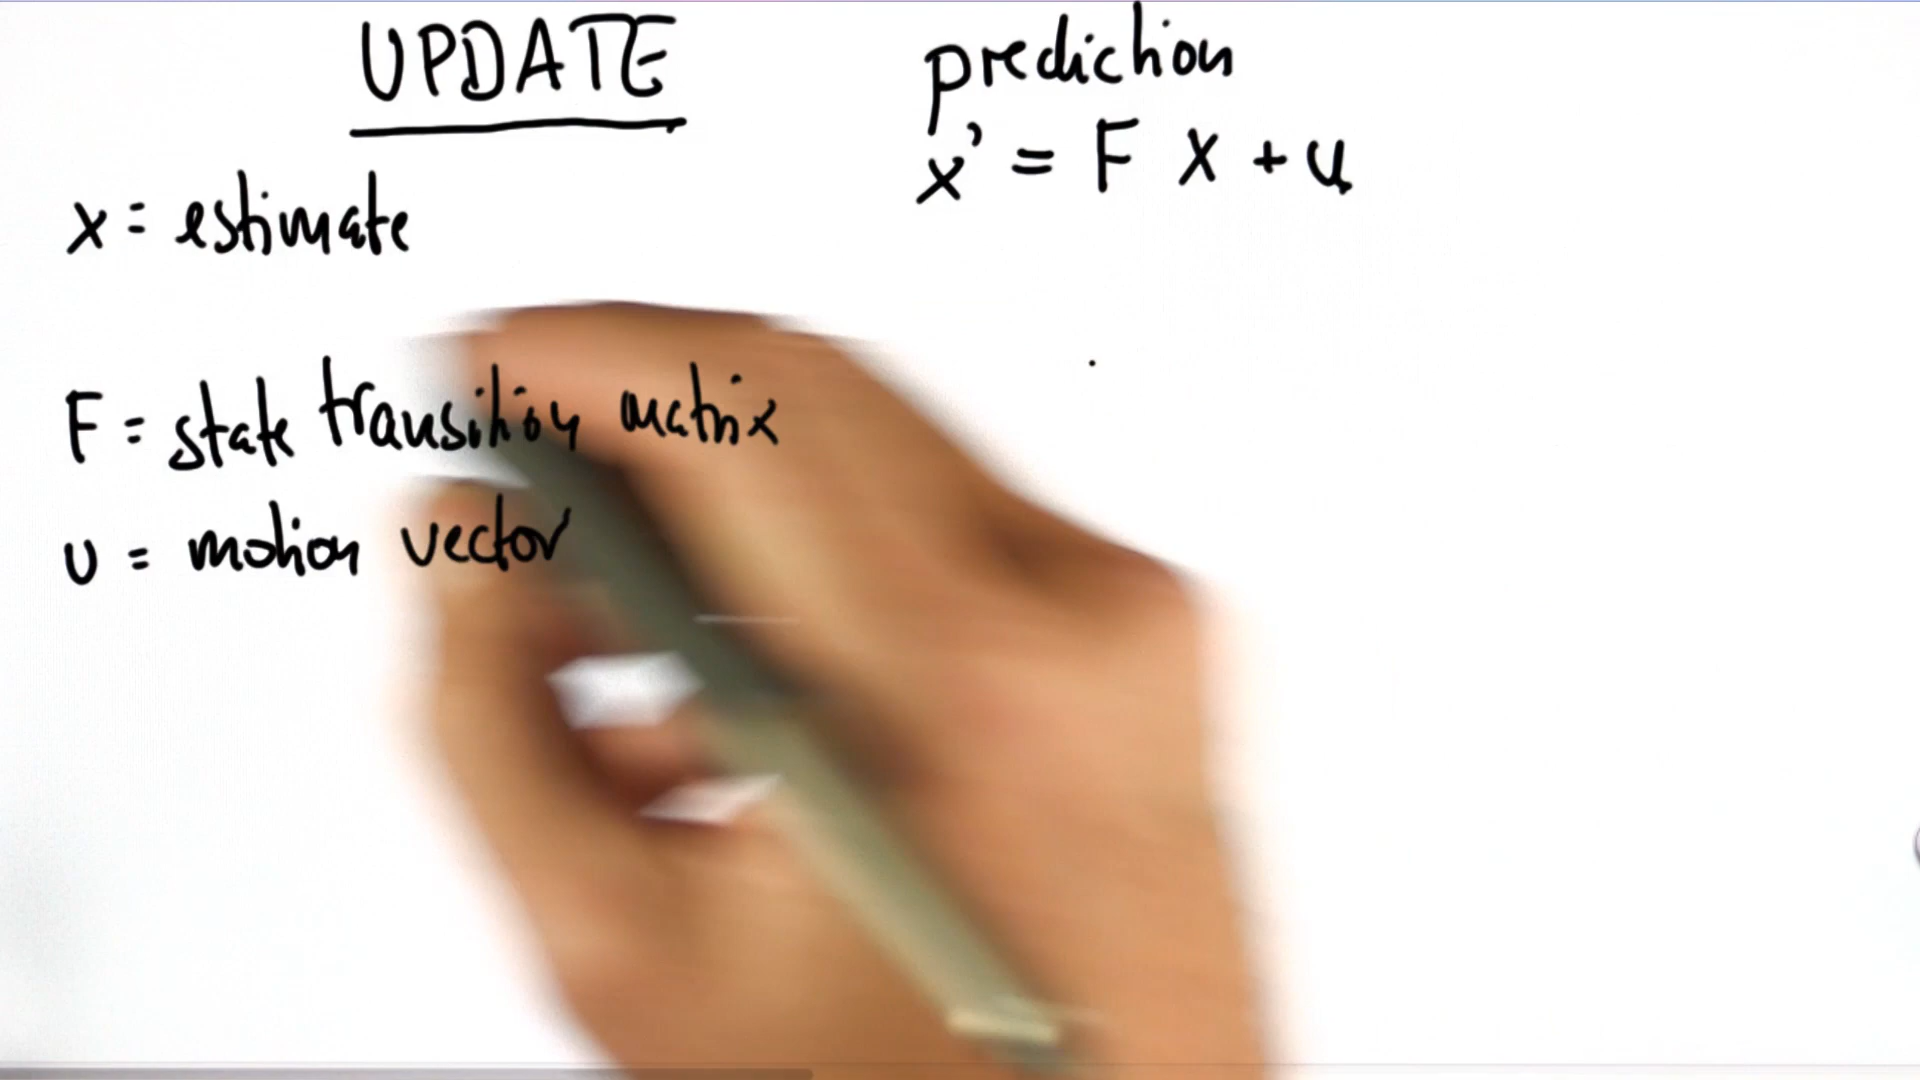 UPDATE
x = estimate
F = state transition matrix
u = motion vector
prediction
x' = F x + u